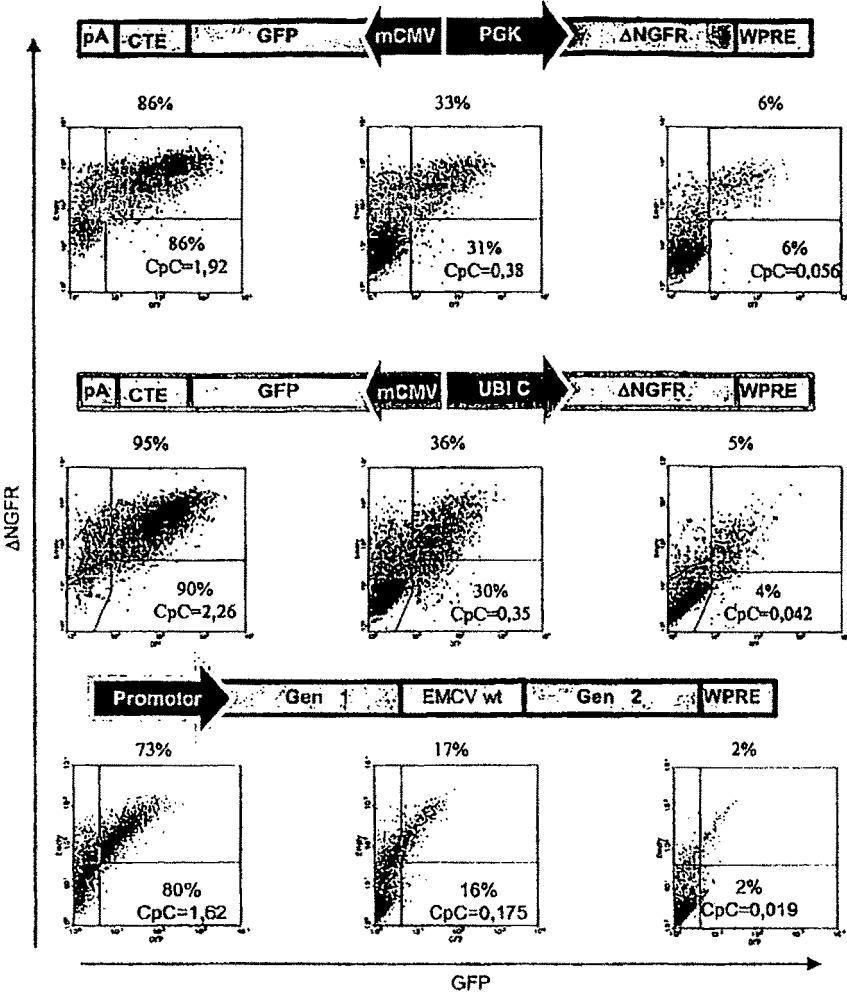 pA CTE GFP mCMV PGK ΔNGFR WPRE
86% 33% 6%
86% 31% 6%
CpC=1,92 CpC=0,38 CpC=0,056
pA CTE GFP mCMV UBI C ΔNGFR WPRE
95% 36% 5%
90% 30% 4%
CpC=2,26 CpC=0,35 CpC=0,042
Promotor Gen 1 EMCV wt Gen 2 WPRE
73% 17% 2%
80% 16% 2%
CpC=1,62 CpC=0,175 CpC=0,019
ΔNGFR
GFP